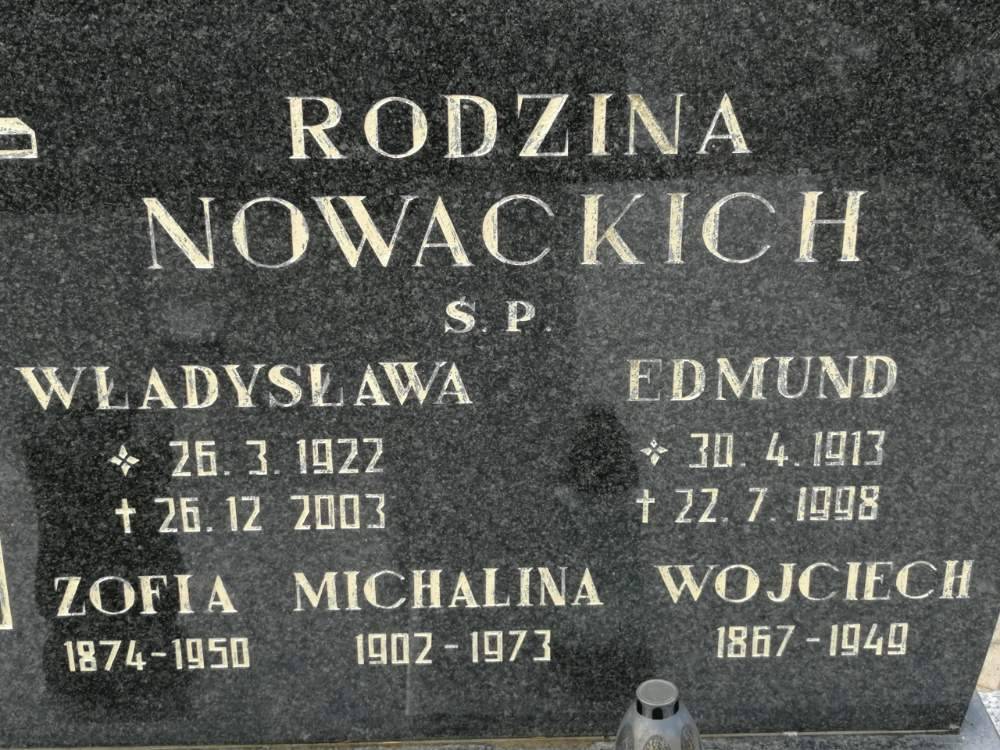 RODZINA
NOWACKICH
Ś. P.
WŁADYSŁAWA EDMUND
26. 3. 1922 30. 4. 1913
† 26. 12 2003 † 22. 7. 1998
ZOFIA MICHALINA WOJCIECH
1874-1950 1902-1973 1867-1949